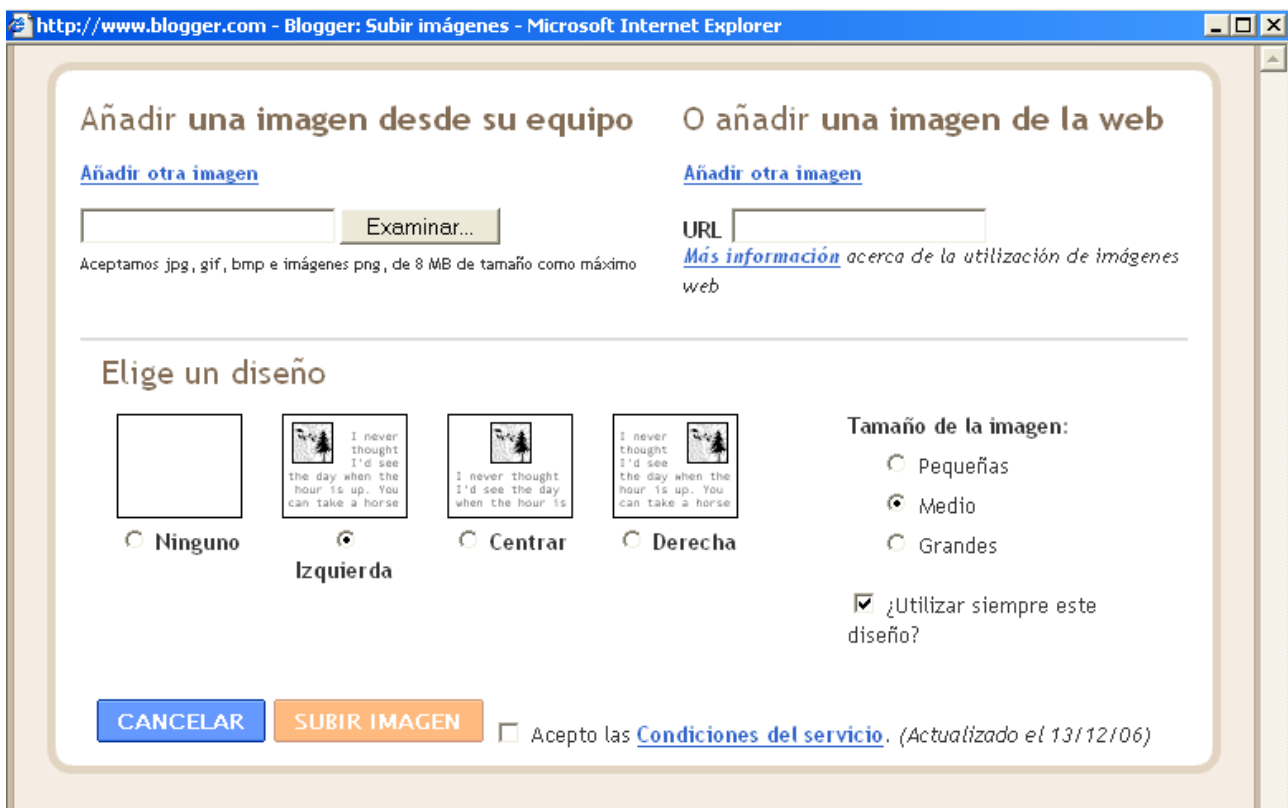 http://www.blogger.com - Blogger: Subir imágenes - Microsoft Internet Explorer
Añadir una imagen desde su equipo
Añadir otra imagen
Examinar...
Aceptamos jpg, gif, bmp e imágenes png, de 8 MB de tamaño como máximo
O añadir una imagen de la web
Añadir otra imagen
URL
Más información acerca de la utilización de imágenes
web
Elige un diseño
I never
thought
I'd see
the day when the
hour is up. You
can take a horse
I never thought
I'd see the day
when the hour is
I never
thought
I'd see
the day when the
hour is up. You
can take a horse
Ninguno
Izquierda
Centrar
Derecha
Tamaño de la imagen:
Pequeñas
Medio
Grandes
¿Utilizar siempre este
diseño?
CANCELAR
SUBIR IMAGEN
Acepto las Condiciones del servicio. (Actualizado el 13/12/06)